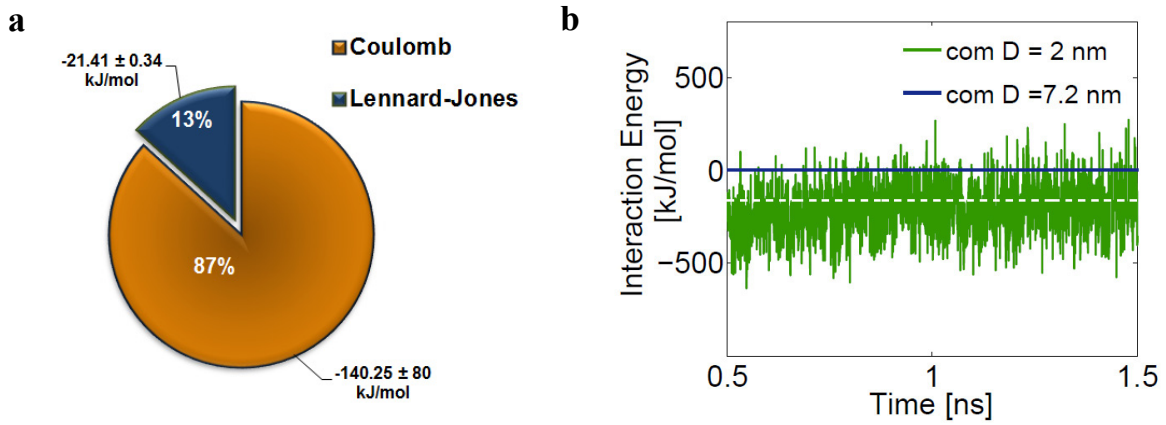 a
Coulomb
Lennard-Jones
-21.41 ± 0.34
kJ/mol
13%
87%
-140.25 ± 80
kJ/mol
b
Interaction Energy
[kJ/mol]
500
0
−500
com D = 2 nm
com D =7.2 nm
0.5
1
1.5
Time [ns]